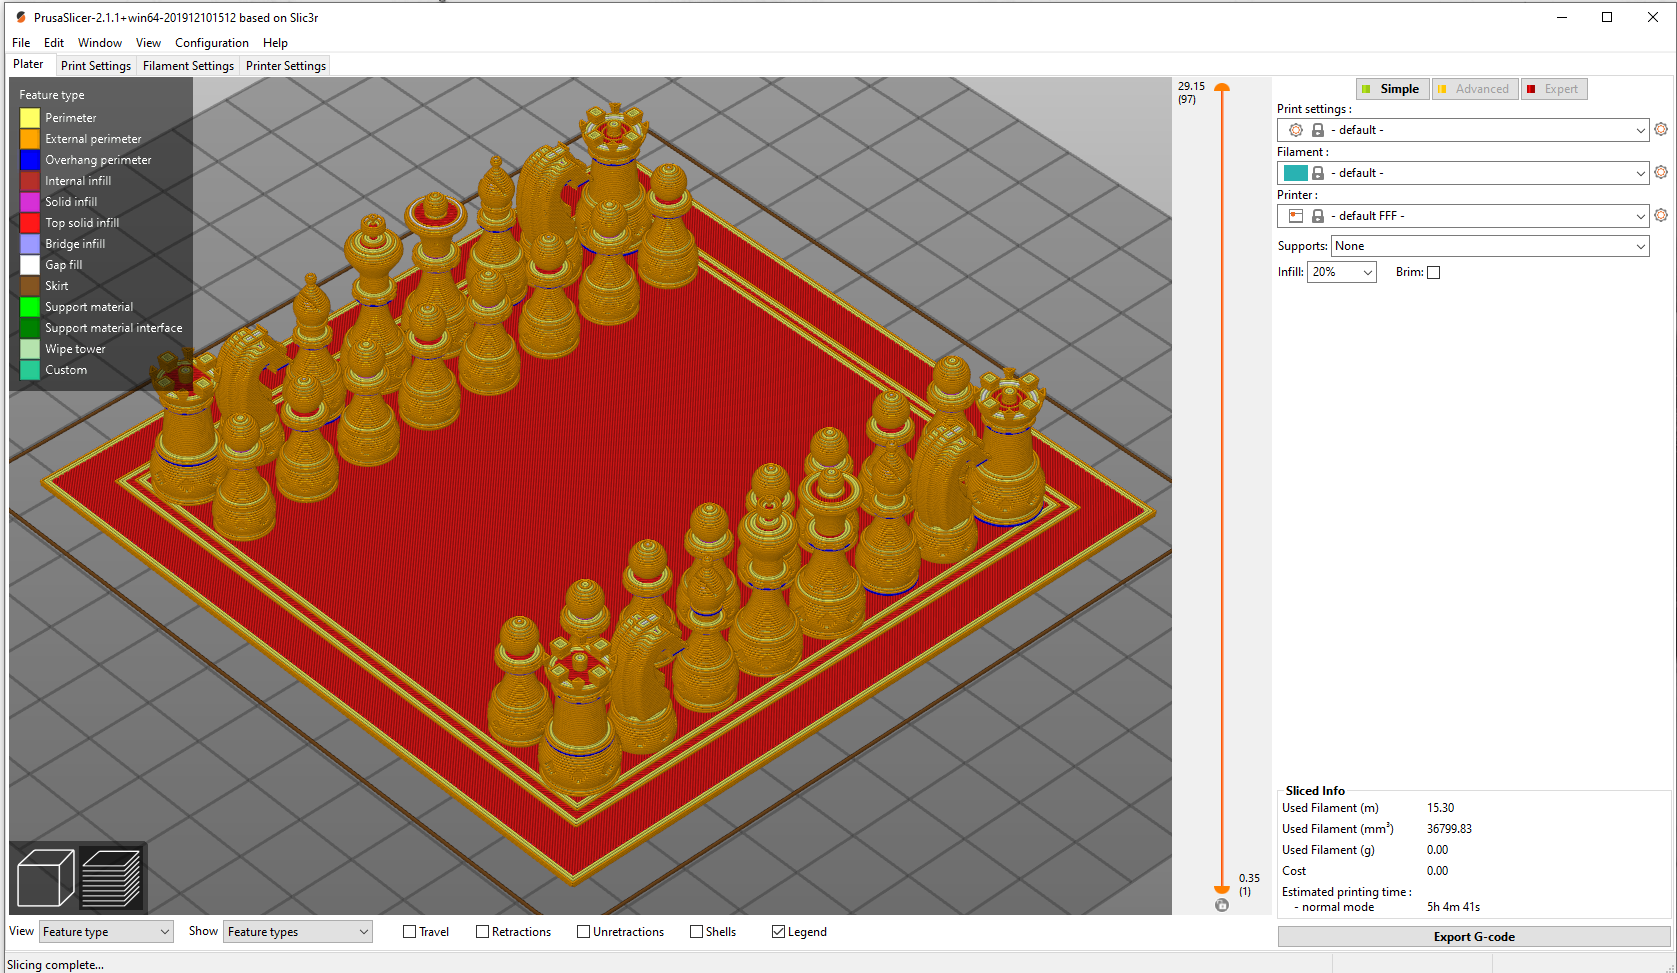 PrusaSlicer-2.1.1+win64-201912101512 based on Slic3r
File Edit Window View Configuration Help
Plater Print Settings Filament Settings Printer Settings
Feature type
Perimeter
External perimeter
Overhang perimeter
Internal infill
Solid infill
Top solid infill
Bridge infill
Gap fill
Skirt
Support material
Support material interface
Wipe tower
Custom
29.15
(97)
0.35
(1)
Simple Advanced Expert
Print settings :
- default -
Filament :
- default -
Printer :
- default FFF -
Supports: None
Infill: 20% Brim:
Sliced Info
Used Filament (m) 15.30
Used Filament (mm³) 36799.83
Used Filament (g) 0.00
Cost 0.00
Estimated printing time :
- normal mode 5h 4m 41s
Export G-code
View Feature type Show Feature types Travel Retractions Unretractions Shells Legend
Slicing complete...